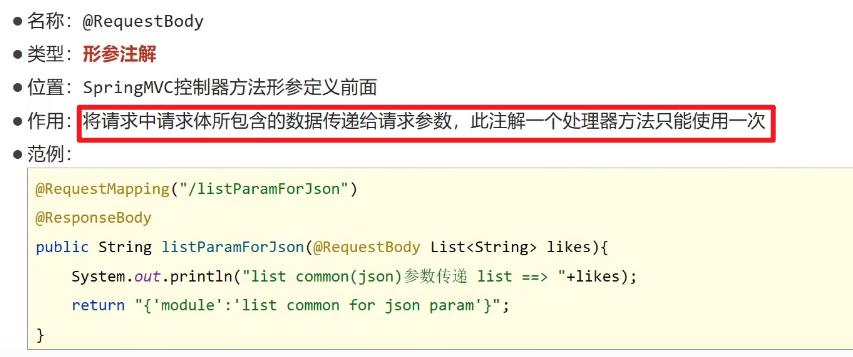 ● 名称：@RequestBody
● 类型：形参注解
● 位置：SpringMVC控制器方法形参定义前面
● 作用：将请求中请求体所包含的数据传递给请求参数，此注解一个处理器方法只能使用一次
● 范例：
@RequestMapping("/listParamForJson")
@ResponseBody
public String listParamForJson(@RequestBody List<String> likes){
    System.out.println("list common(json)参数传递 list ==> "+likes);
    return "{'module':'list common for json param'}";
}